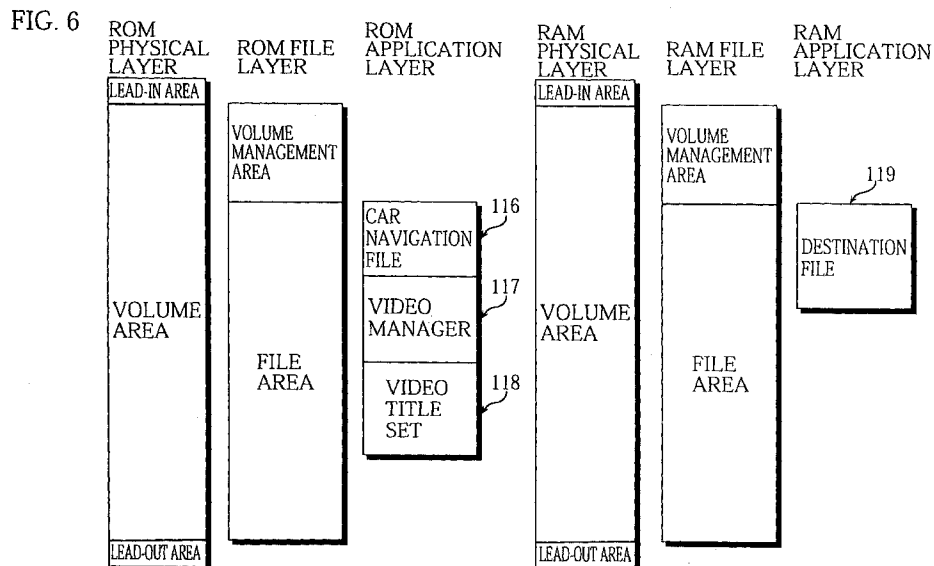 FIG. 6
ROM
PHYSICAL
LAYER
ROM FILE
LAYER
ROM
APPLICATION
LAYER
RAM
PHYSICAL
LAYER
RAM FILE
LAYER
RAM
APPLICATION
LAYER
LEAD-IN AREA
VOLUME
AREA
LEAD-OUT AREA
VOLUME
MANAGEMENT
AREA
FILE
AREA
CAR
NAVIGATION
FILE
116
VIDEO
MANAGER
117
VIDEO
TITLE
SET
118
LEAD-IN AREA
VOLUME
AREA
LEAD-OUT AREA
VOLUME
MANAGEMENT
AREA
FILE
AREA
119
DESTINATION
FILE